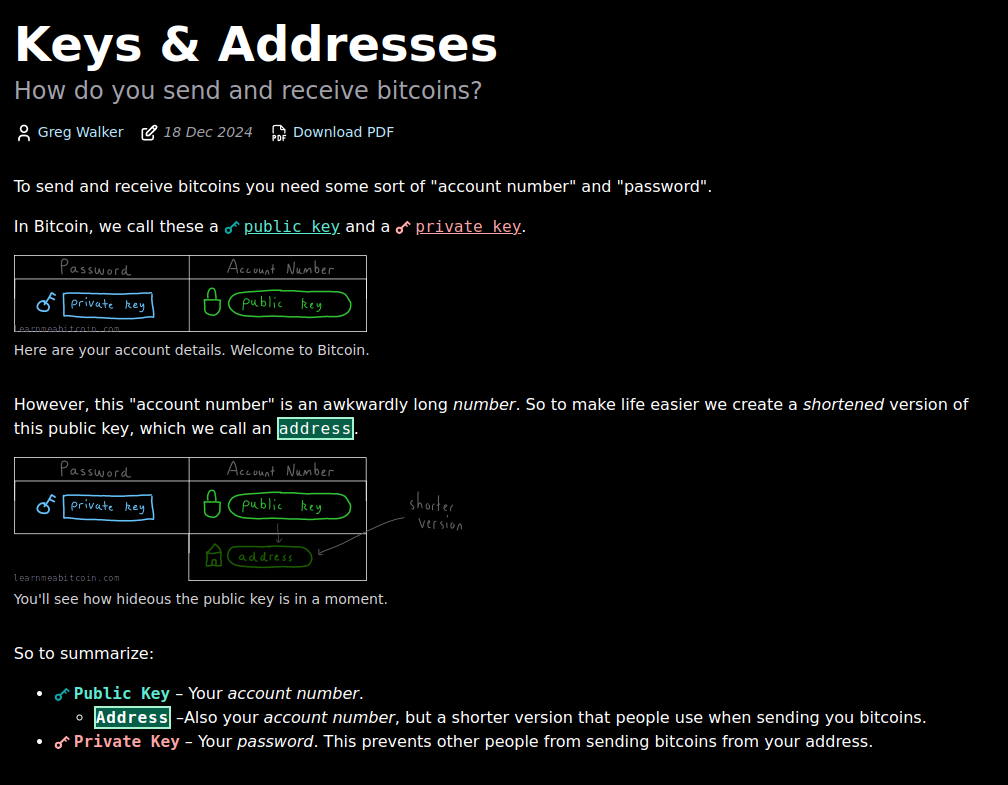 Keys & Addresses
How do you send and receive bitcoins?
Greg Walker 18 Dec 2024 PDF Download PDF
To send and receive bitcoins you need some sort of "account number" and "password".
In Bitcoin, we call these a public key and a private key.
Password Account Number
private key public key
learnmeabitcoin.com
Here are your account details. Welcome to Bitcoin.
However, this "account number" is an awkwardly long number. So to make life easier we create a shortened version of
this public key, which we call an address.
Password Account Number
private key public key
shorter
version
address
learnmeabitcoin.com
You'll see how hideous the public key is in a moment.
So to summarize:
• Public Key – Your account number.
◦ Address –Also your account number, but a shorter version that people use when sending you bitcoins.
• Private Key – Your password. This prevents other people from sending bitcoins from your address.